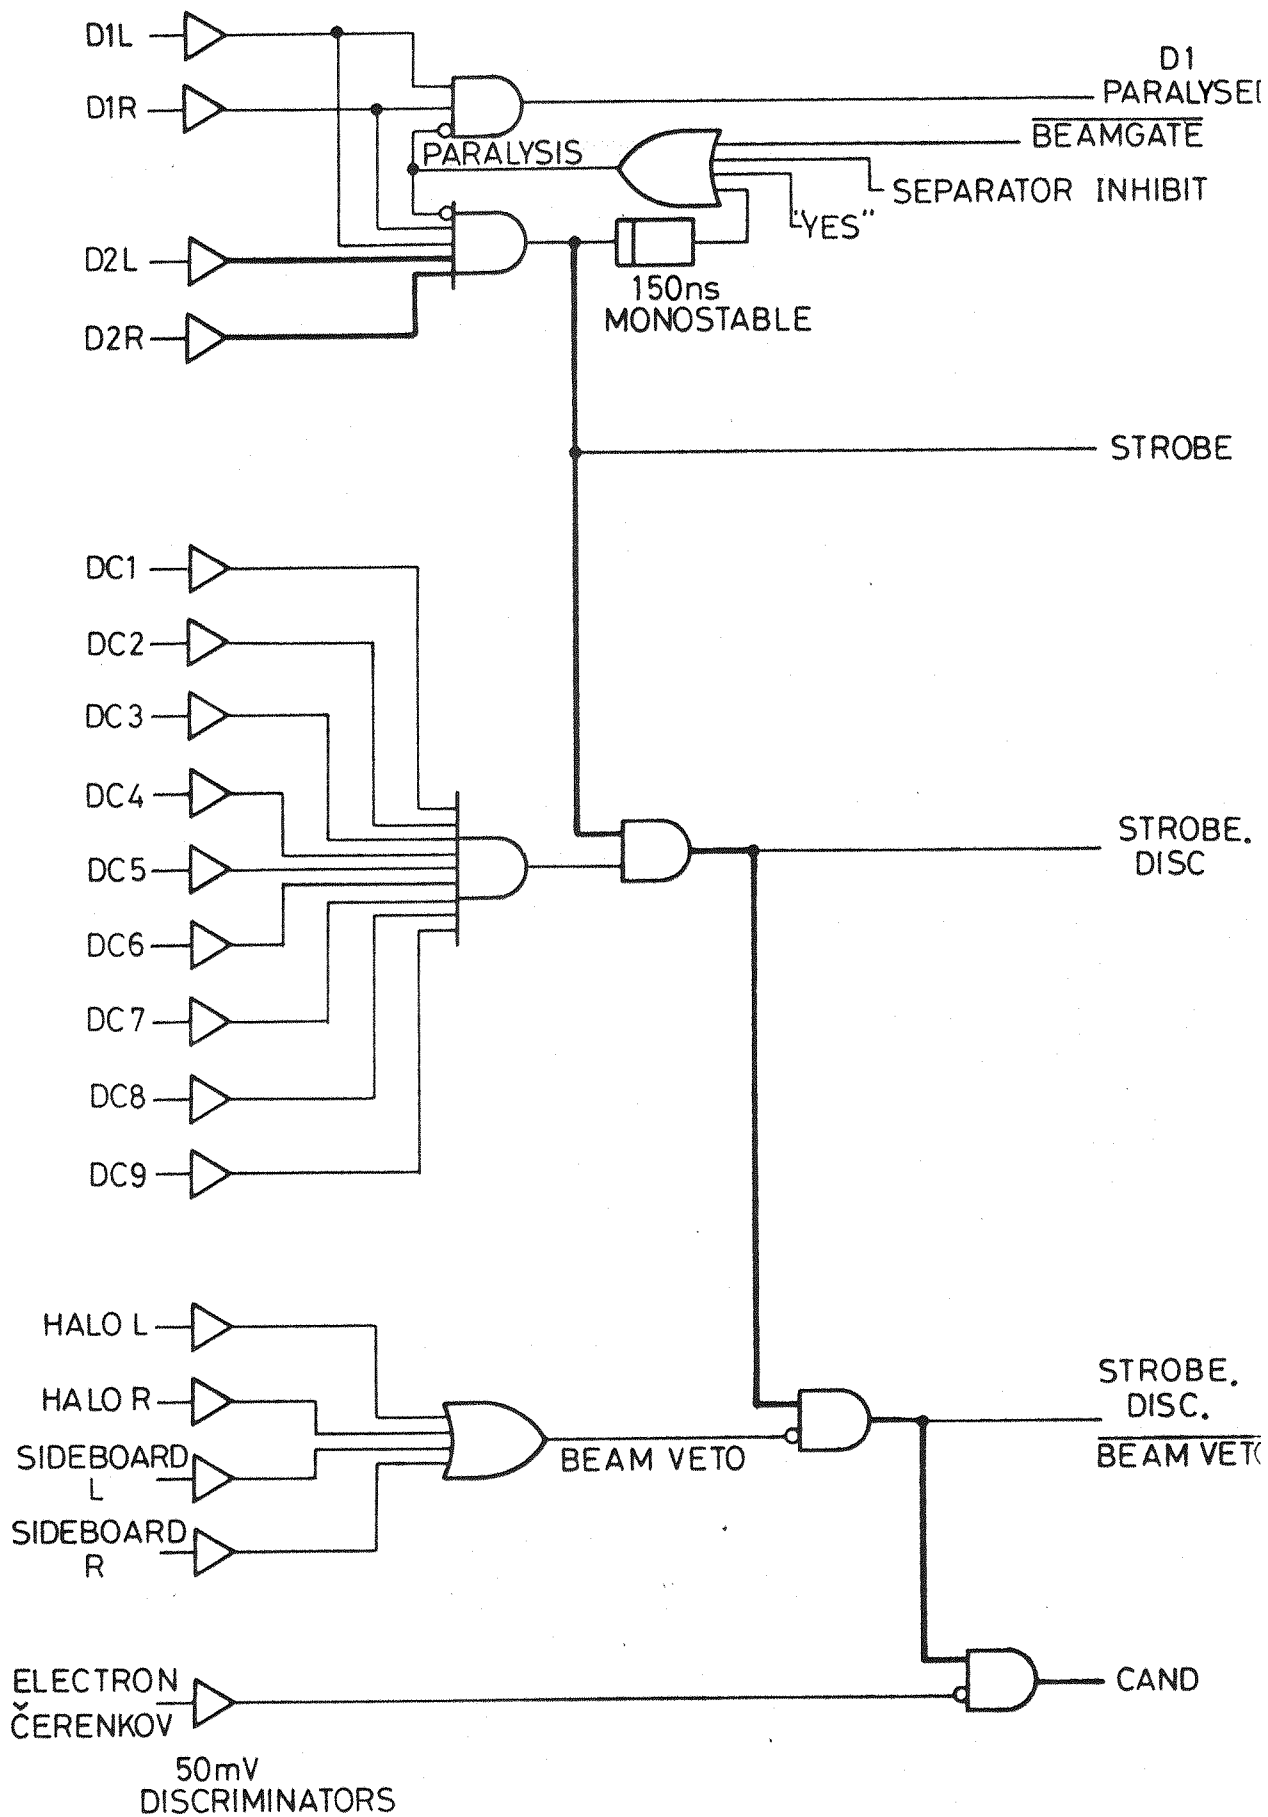 D1L
D1R
D1
PARALYSED
BEAMGATE
PARALYSIS
SEPARATOR INHIBIT
"YES"
D2L
150ns
MONOSTABLE
D2R
STROBE
DC1
DC2
DC3
DC4
STROBE.
DISC
DC5
DC6
DC7
DC8
DC9
HALO L
STROBE.
DISC.
BEAM VETO
HALO R
BEAM VETO
SIDEBOARD
L
SIDEBOARD
R
ELECTRON
ČERENKOV
CAND
50mV
DISCRIMINATORS